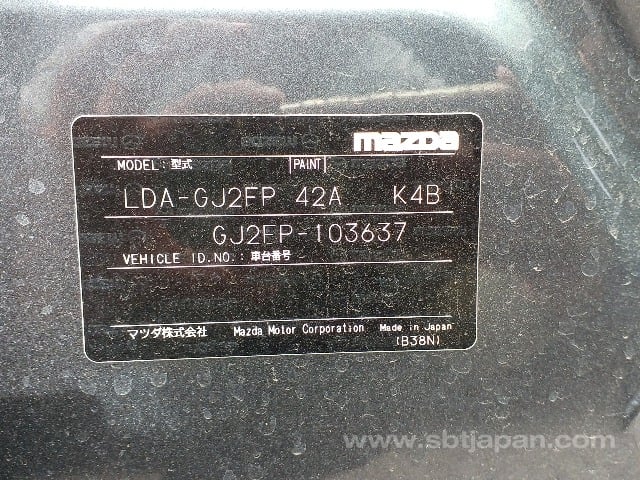 mazda
MODEL: 型式 PAINT
LDA-GJ2FP 42A K4B
GJ2FP-103637
VEHICLE ID.NO.: 車台番号
マツダ株式会社 Mazda Motor Corporation Made in Japan
(B38N)
www.sbtjapan.com